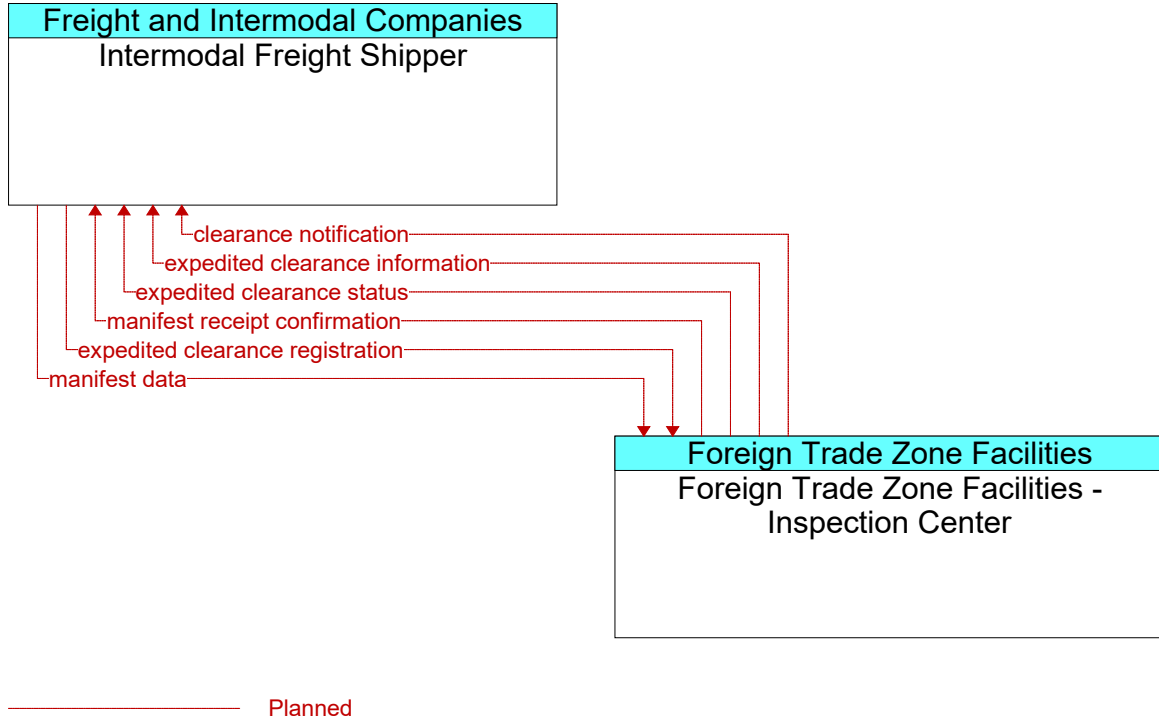 Freight and Intermodal Companies
Intermodal Freight Shipper
clearance notification
expedited clearance information
expedited clearance status
manifest receipt confirmation
expedited clearance registration
manifest data
Foreign Trade Zone Facilities
Foreign Trade Zone Facilities -
Inspection Center
Planned